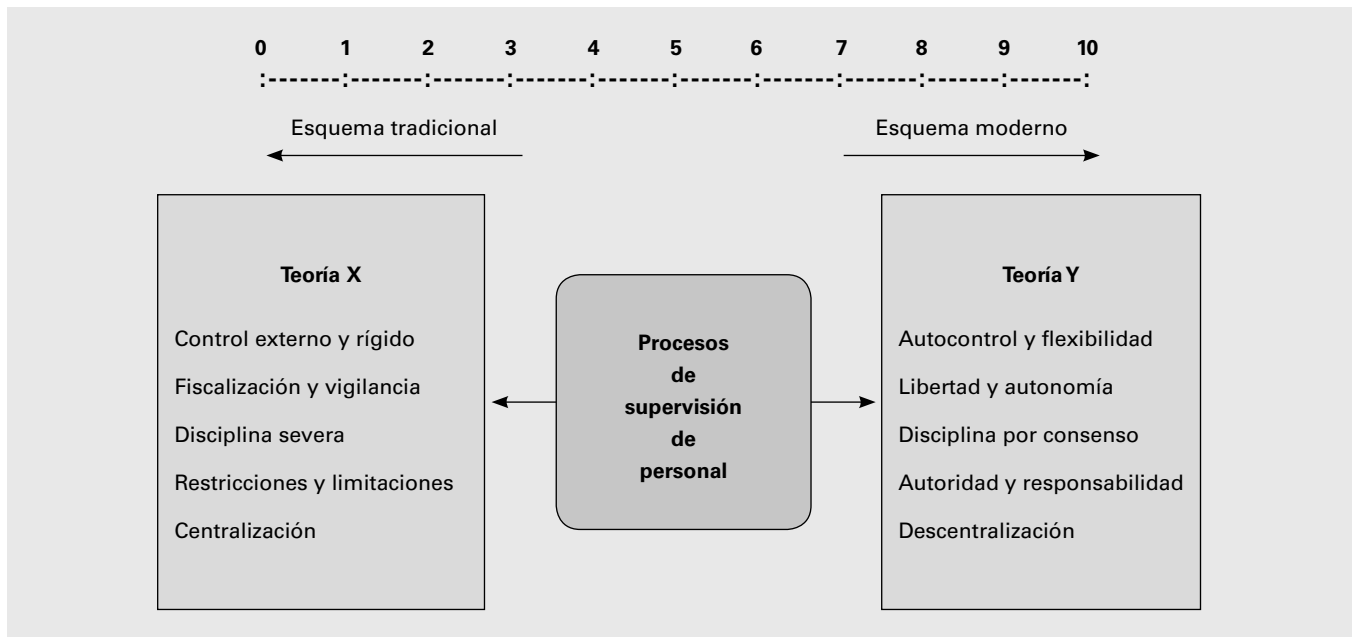 0 1 2 3 4 5 6 7 8 9 10
:-------:-------:-------:-------:-------:-------:-------:-------:-------:-------:
Esquema tradicional
Esquema moderno
Teoría X
Control externo y rígido
Fiscalización y vigilancia
Disciplina severa
Restricciones y limitaciones
Centralización
Procesos
de
supervisión
de
personal
Teoría Y
Autocontrol y flexibilidad
Libertad y autonomía
Disciplina por consenso
Autoridad y responsabilidad
Descentralización